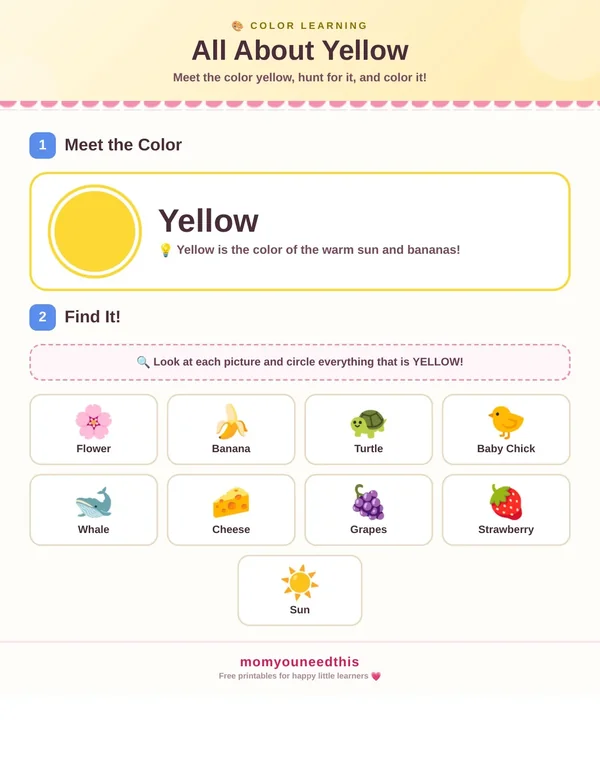 🎨 COLOR LEARNING
All About Yellow
Meet the color yellow, hunt for it, and color it!
1 Meet the Color
Yellow
💡 Yellow is the color of the warm sun and bananas!
2 Find It!
🔍 Look at each picture and circle everything that is YELLOW!
Flower Banana Turtle Baby Chick
Whale Cheese Grapes Strawberry
Sun
momyouneedthis
Free printables for happy little learners 💗